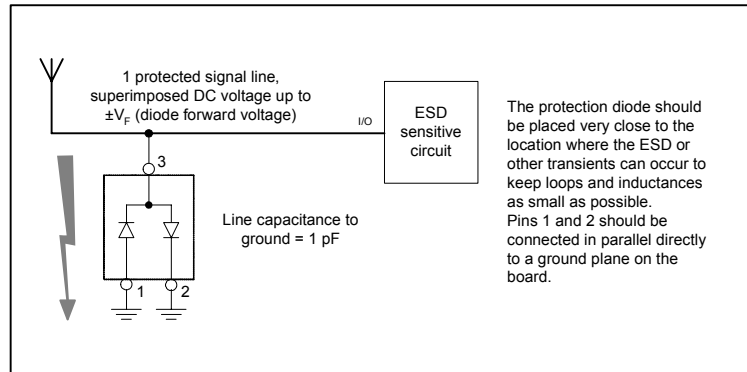 1 protected signal line,
superimposed DC voltage up to
±V_F (diode forward voltage)
I/O
ESD
sensitive
circuit
3
Line capacitance to
ground = 1 pF
1
2
The protection diode should
be placed very close to the
location where the ESD or
other transients can occur to
keep loops and inductances
as small as possible.
Pins 1 and 2 should be
connected in parallel directly
to a ground plane on the
board.